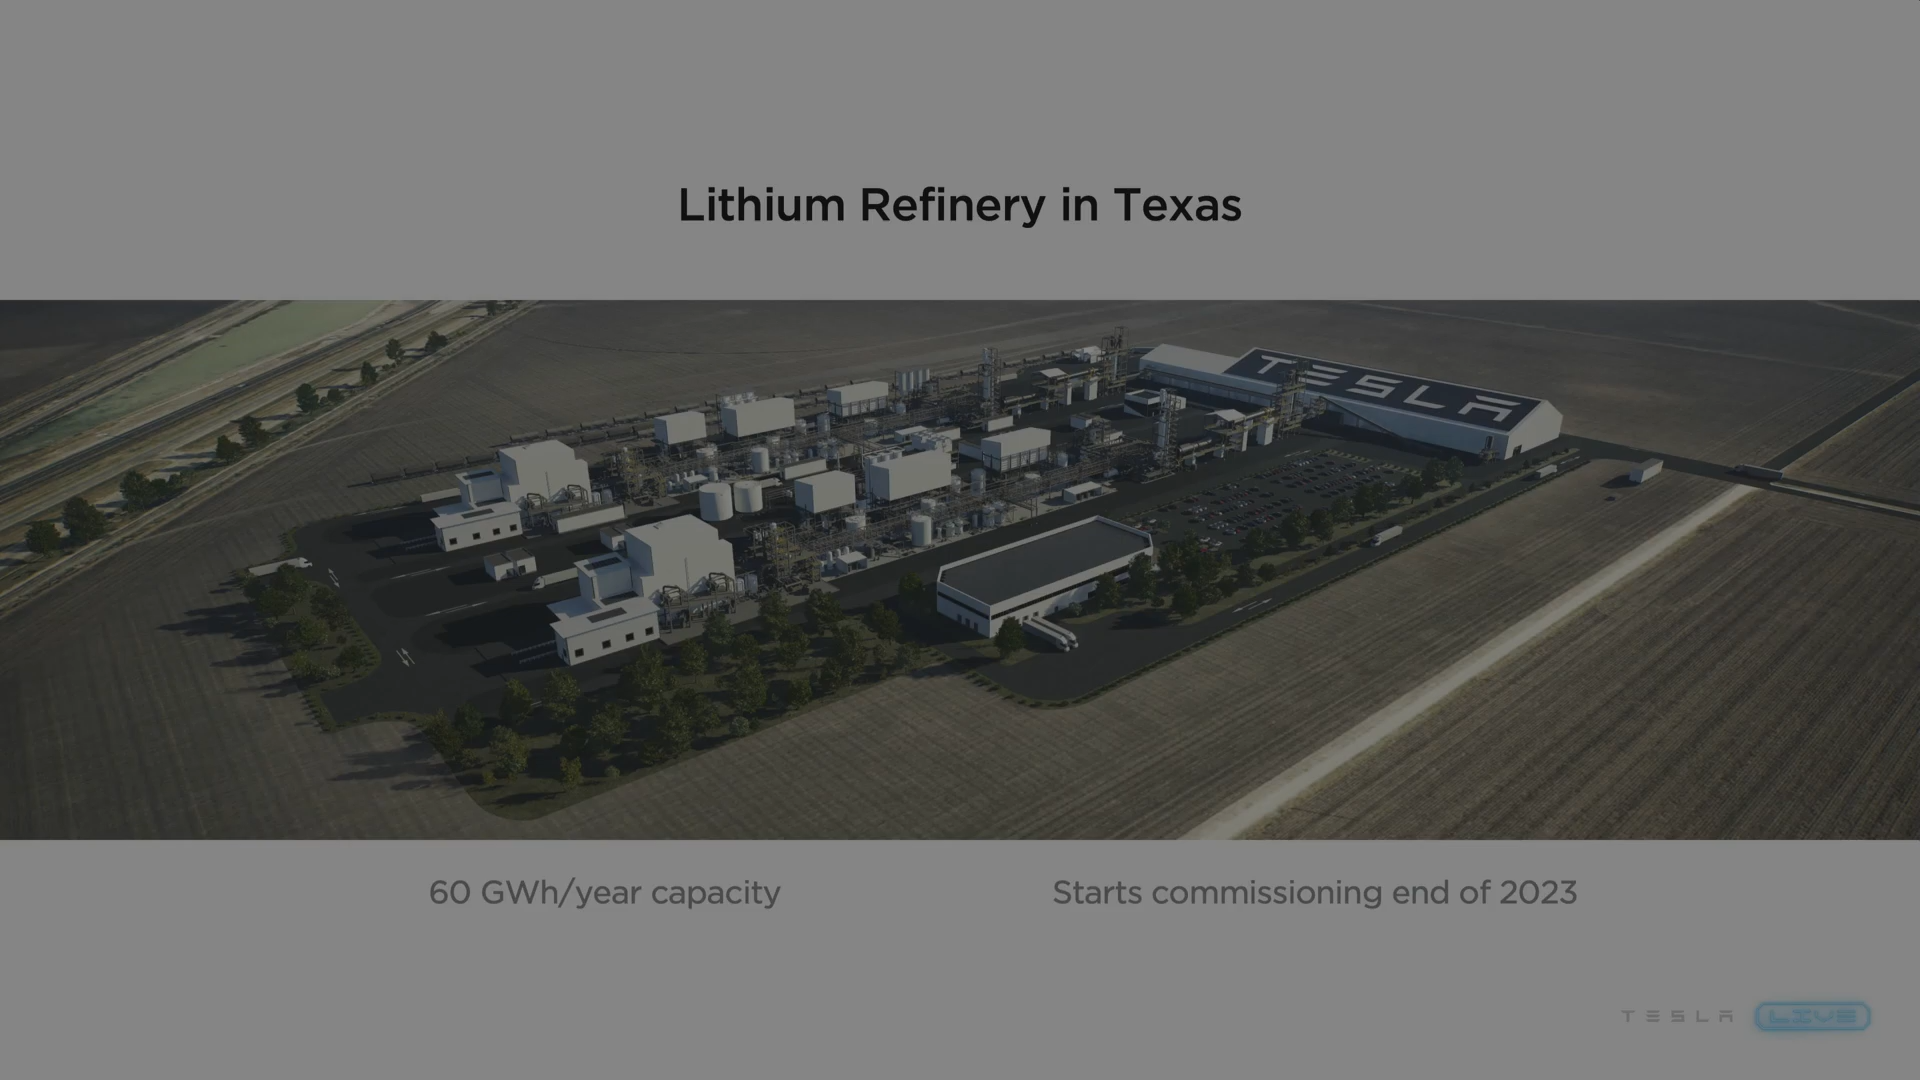 Lithium Refinery in Texas
TESLA
60 GWh/year capacity
Starts commissioning end of 2023
TESLA LIVE